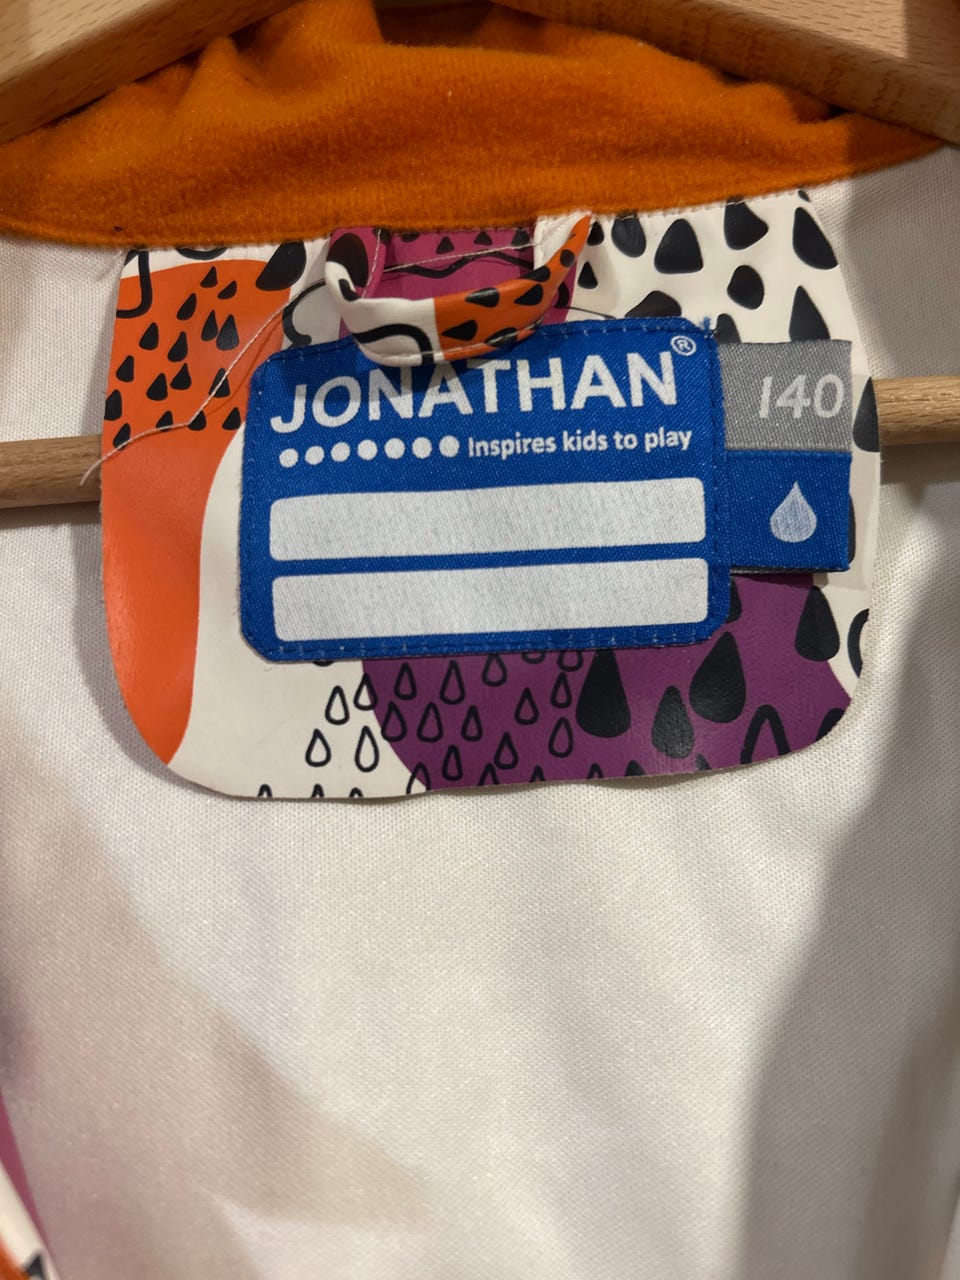 JONATHAN®
Inspires kids to play
140